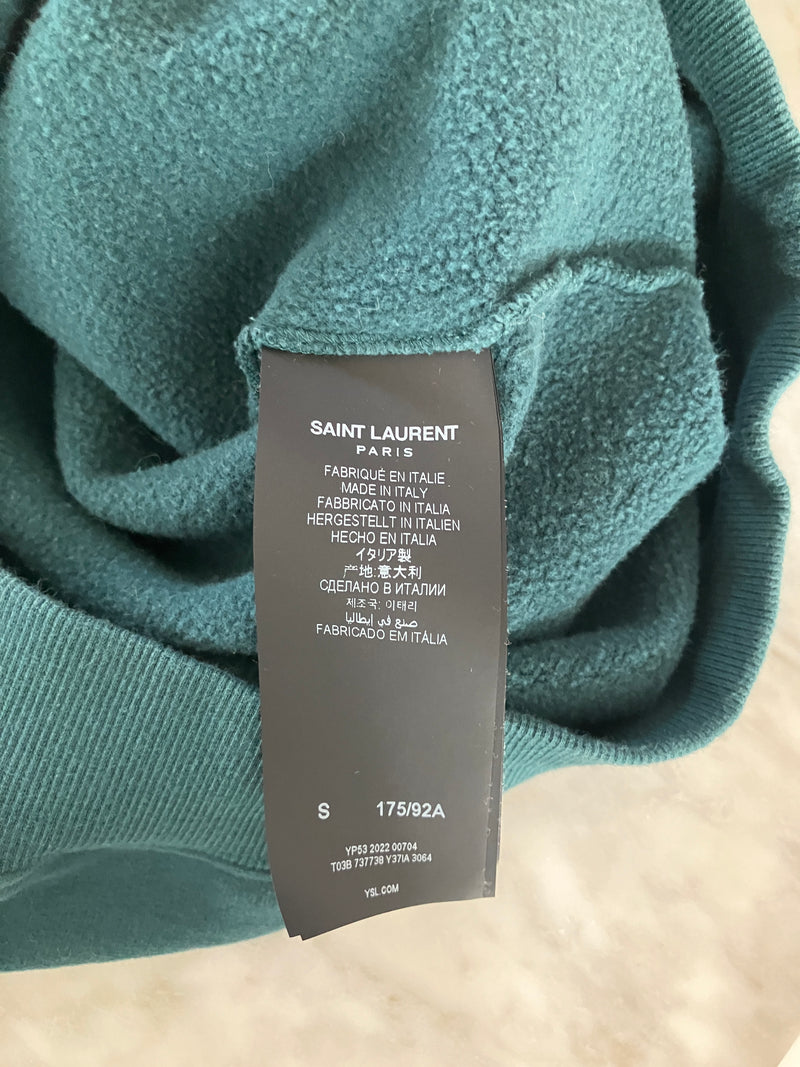 SAINT LAURENT
PARIS
FABRIQUÉ EN ITALIE
MADE IN ITALY
FABBRICATO IN ITALIA
HERGESTELLT IN ITALIEN
HECHO EN ITALIA
イタリア製
产地:意大利
СДЕЛАНО В ИТАЛИИ
제조국: 이태리
صنع في إيطاليا
FABRICADO EM ITÁLIA
S 175/92A
YP53 2022 00704
T03B 737738 Y37IA 3064
YSL.COM